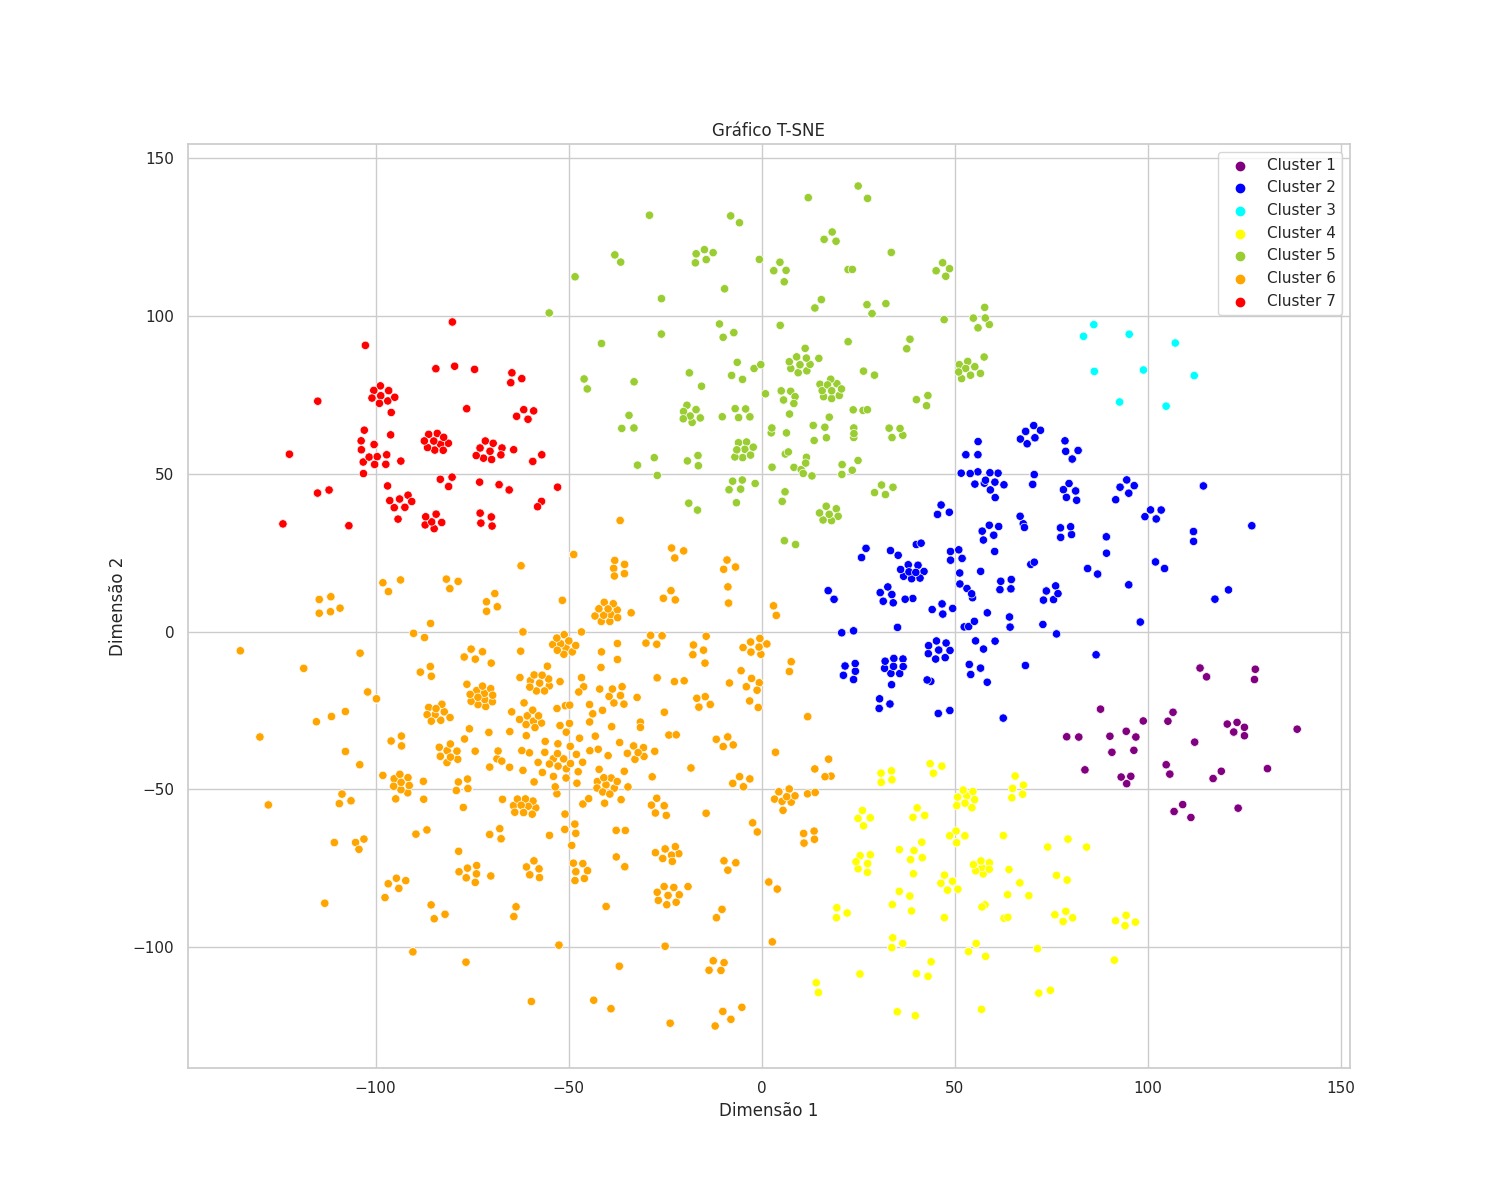 Gráfico T-SNE
150
100
50
0
−50
−100
Dimensão 2
−100
−50
0
50
100
150
Dimensão 1
Cluster 1
Cluster 2
Cluster 3
Cluster 4
Cluster 5
Cluster 6
Cluster 7